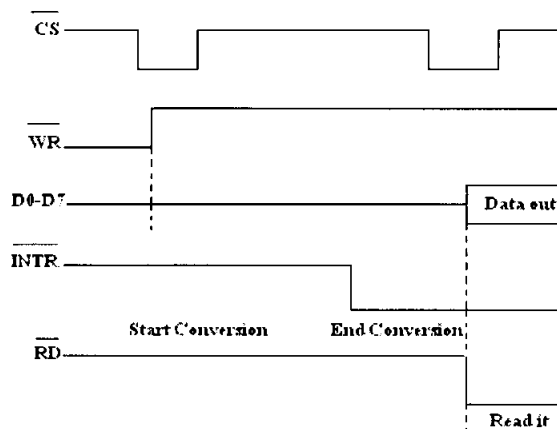 CS
WR
D0-D7
Data out
INTR
Start Conversion
End Conversion
RD
Read it